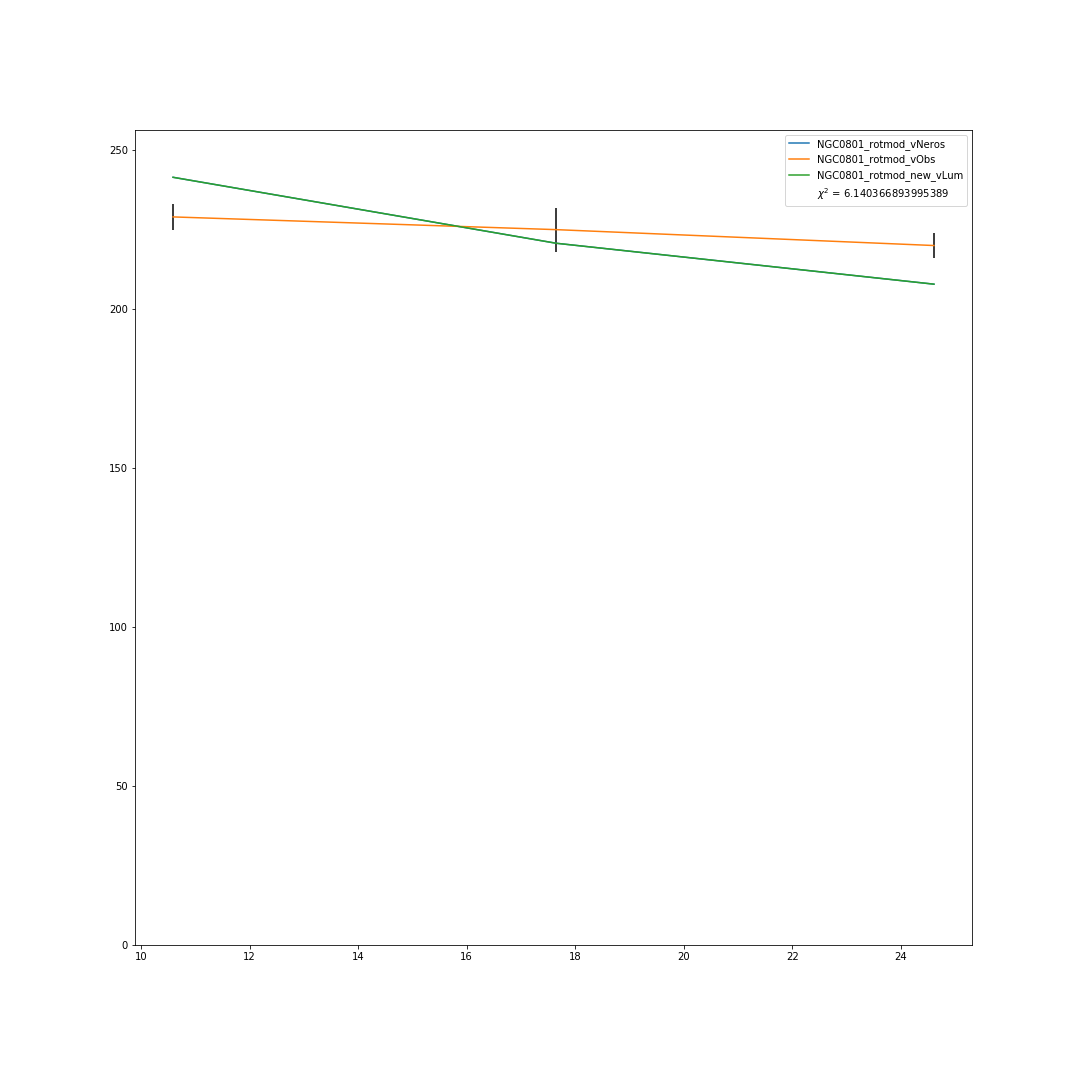 250
200
150
100
50
0
10 12 14 16 18 20 22 24
NGC0801_rotmod_vNeros
NGC0801_rotmod_vObs
NGC0801_rotmod_new_vLum
χ² = 6.140366893995389